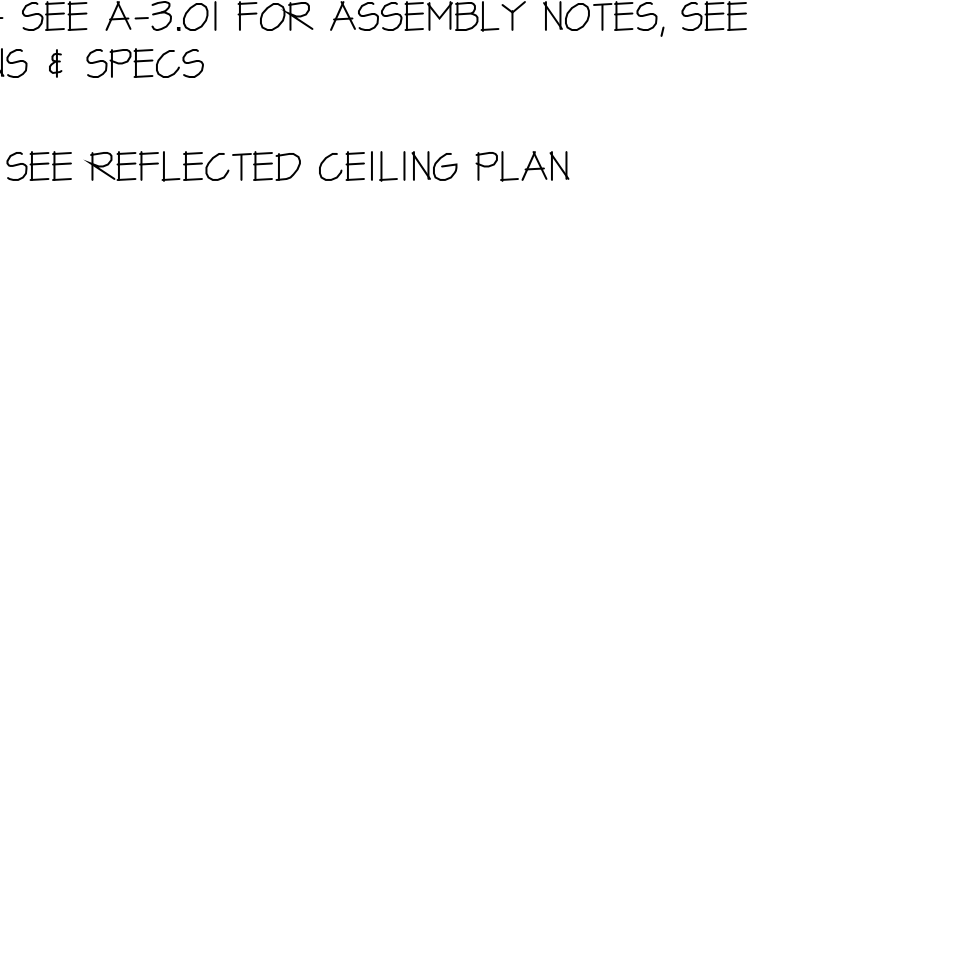 - SEE A-3.01 FOR ASSEMBLY NOTES, SEE
& SPECS
SEE REFLECTED CEILING PLAN